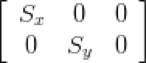 [ S_x 0 0 ]
[ 0 S_y 0 ]